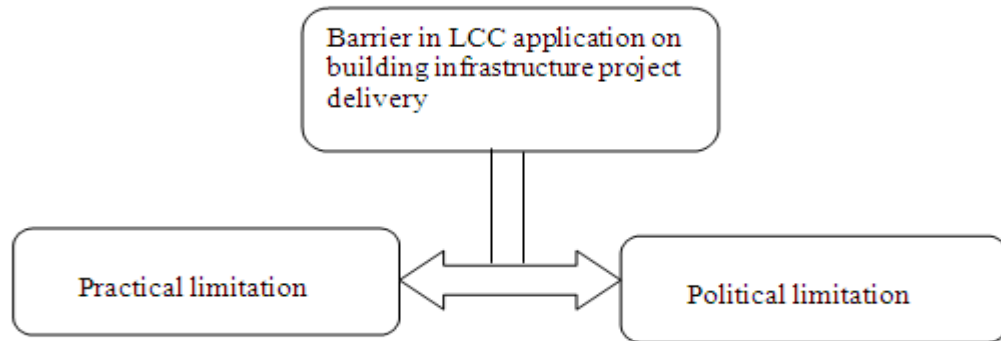 Barrier in LCC application on
building infrastructure project
delivery
Practical limitation
Political limitation